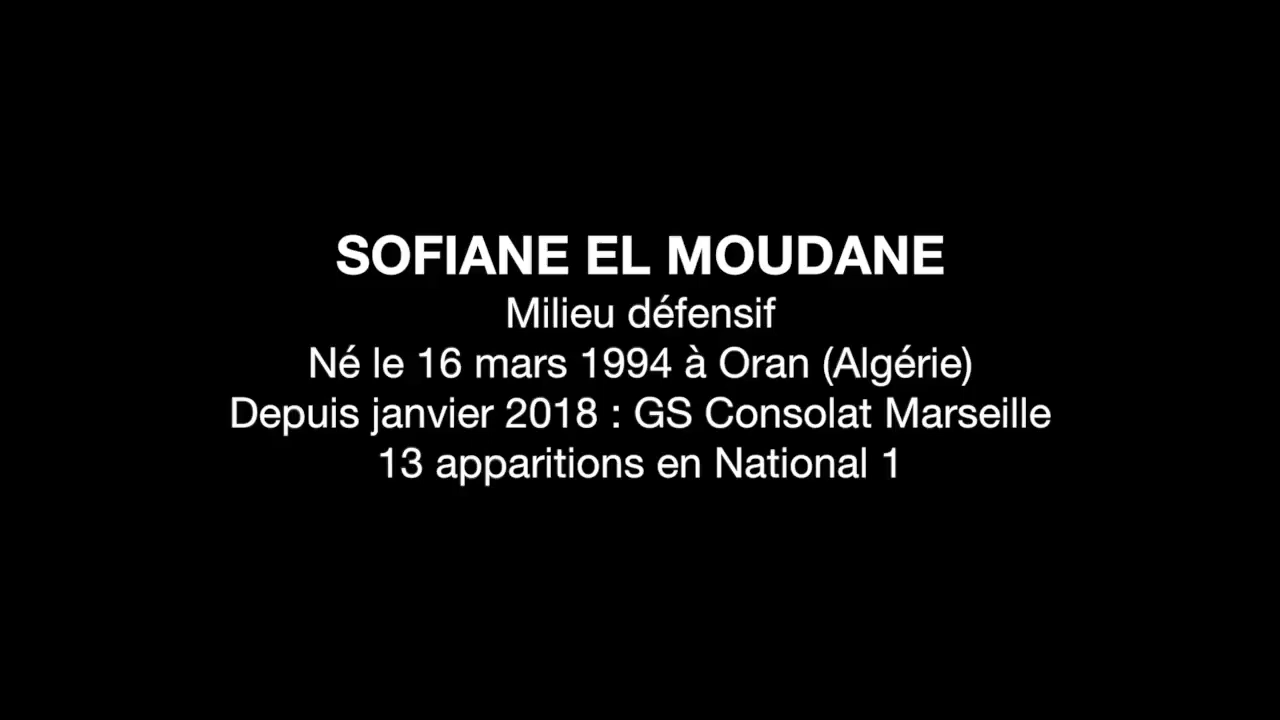 SOFIANE EL MOUDANE
Milieu défensif
Né le 16 mars 1994 à Oran (Algérie)
Depuis janvier 2018 : GS Consolat Marseille
13 apparitions en National 1